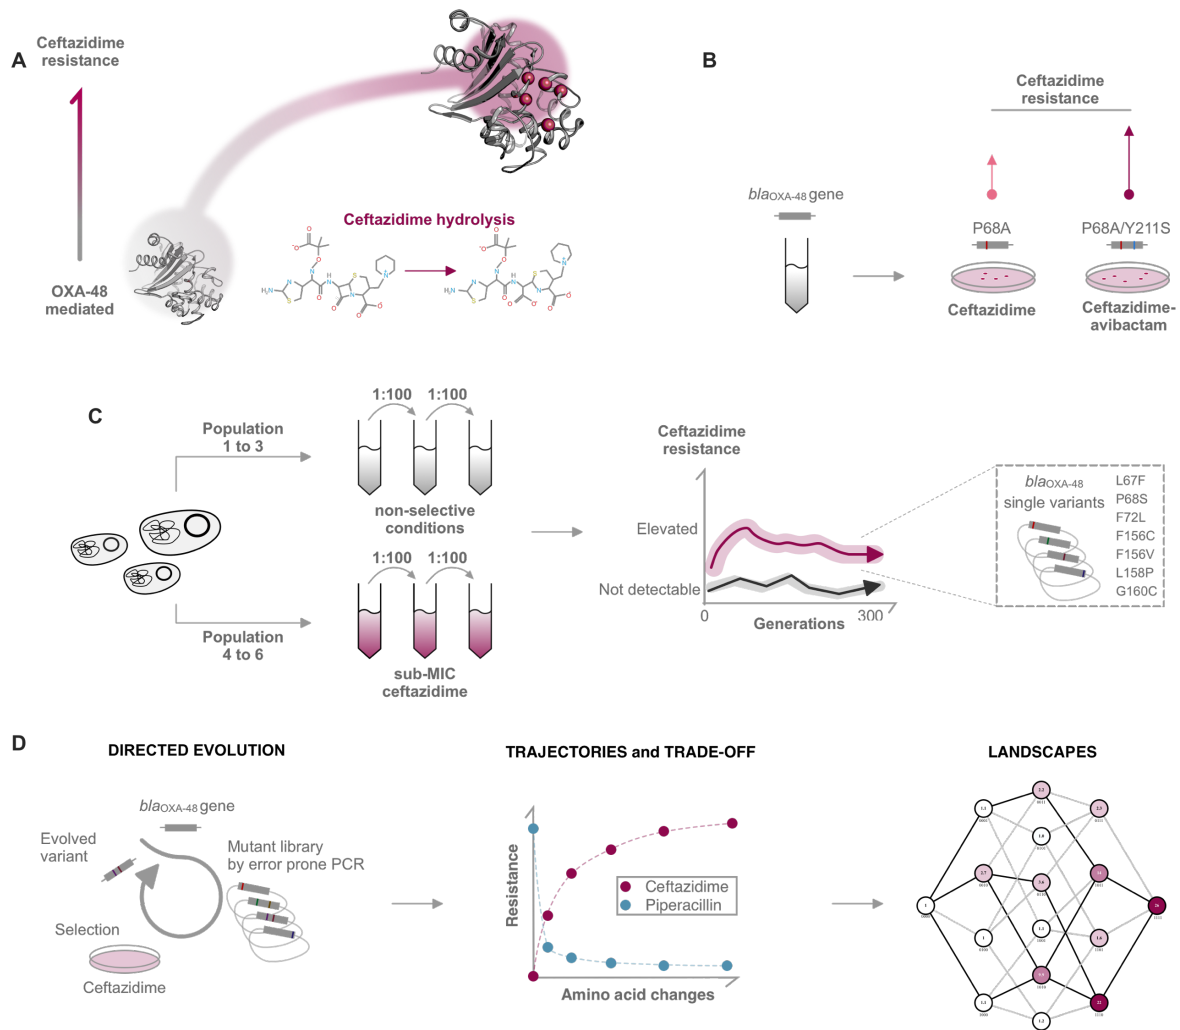 A
Ceftazidime
resistance
OXA-48
mediated
Ceftazidime hydrolysis
B
Ceftazidime
resistance
blaOXA-48 gene
P68A
P68A/Y211S
Ceftazidime
Ceftazidime-
avibactam
C
Population
1 to 3
1:100 1:100
non-selective
conditions
1:100 1:100
Population
4 to 6
sub-MIC
ceftazidime
Ceftazidime
resistance
Elevated
Not detectable
0
Generations
300
blaOXA-48
single variants
L67F
P68S
F72L
F156C
F156V
L158P
G160C
D
DIRECTED EVOLUTION
blaOXA-48 gene
Evolved
variant
Mutant library
by error prone PCR
Selection
Ceftazidime
TRAJECTORIES and TRADE-OFF
Resistance
Ceftazidime
Piperacillin
Amino acid changes
LANDSCAPES